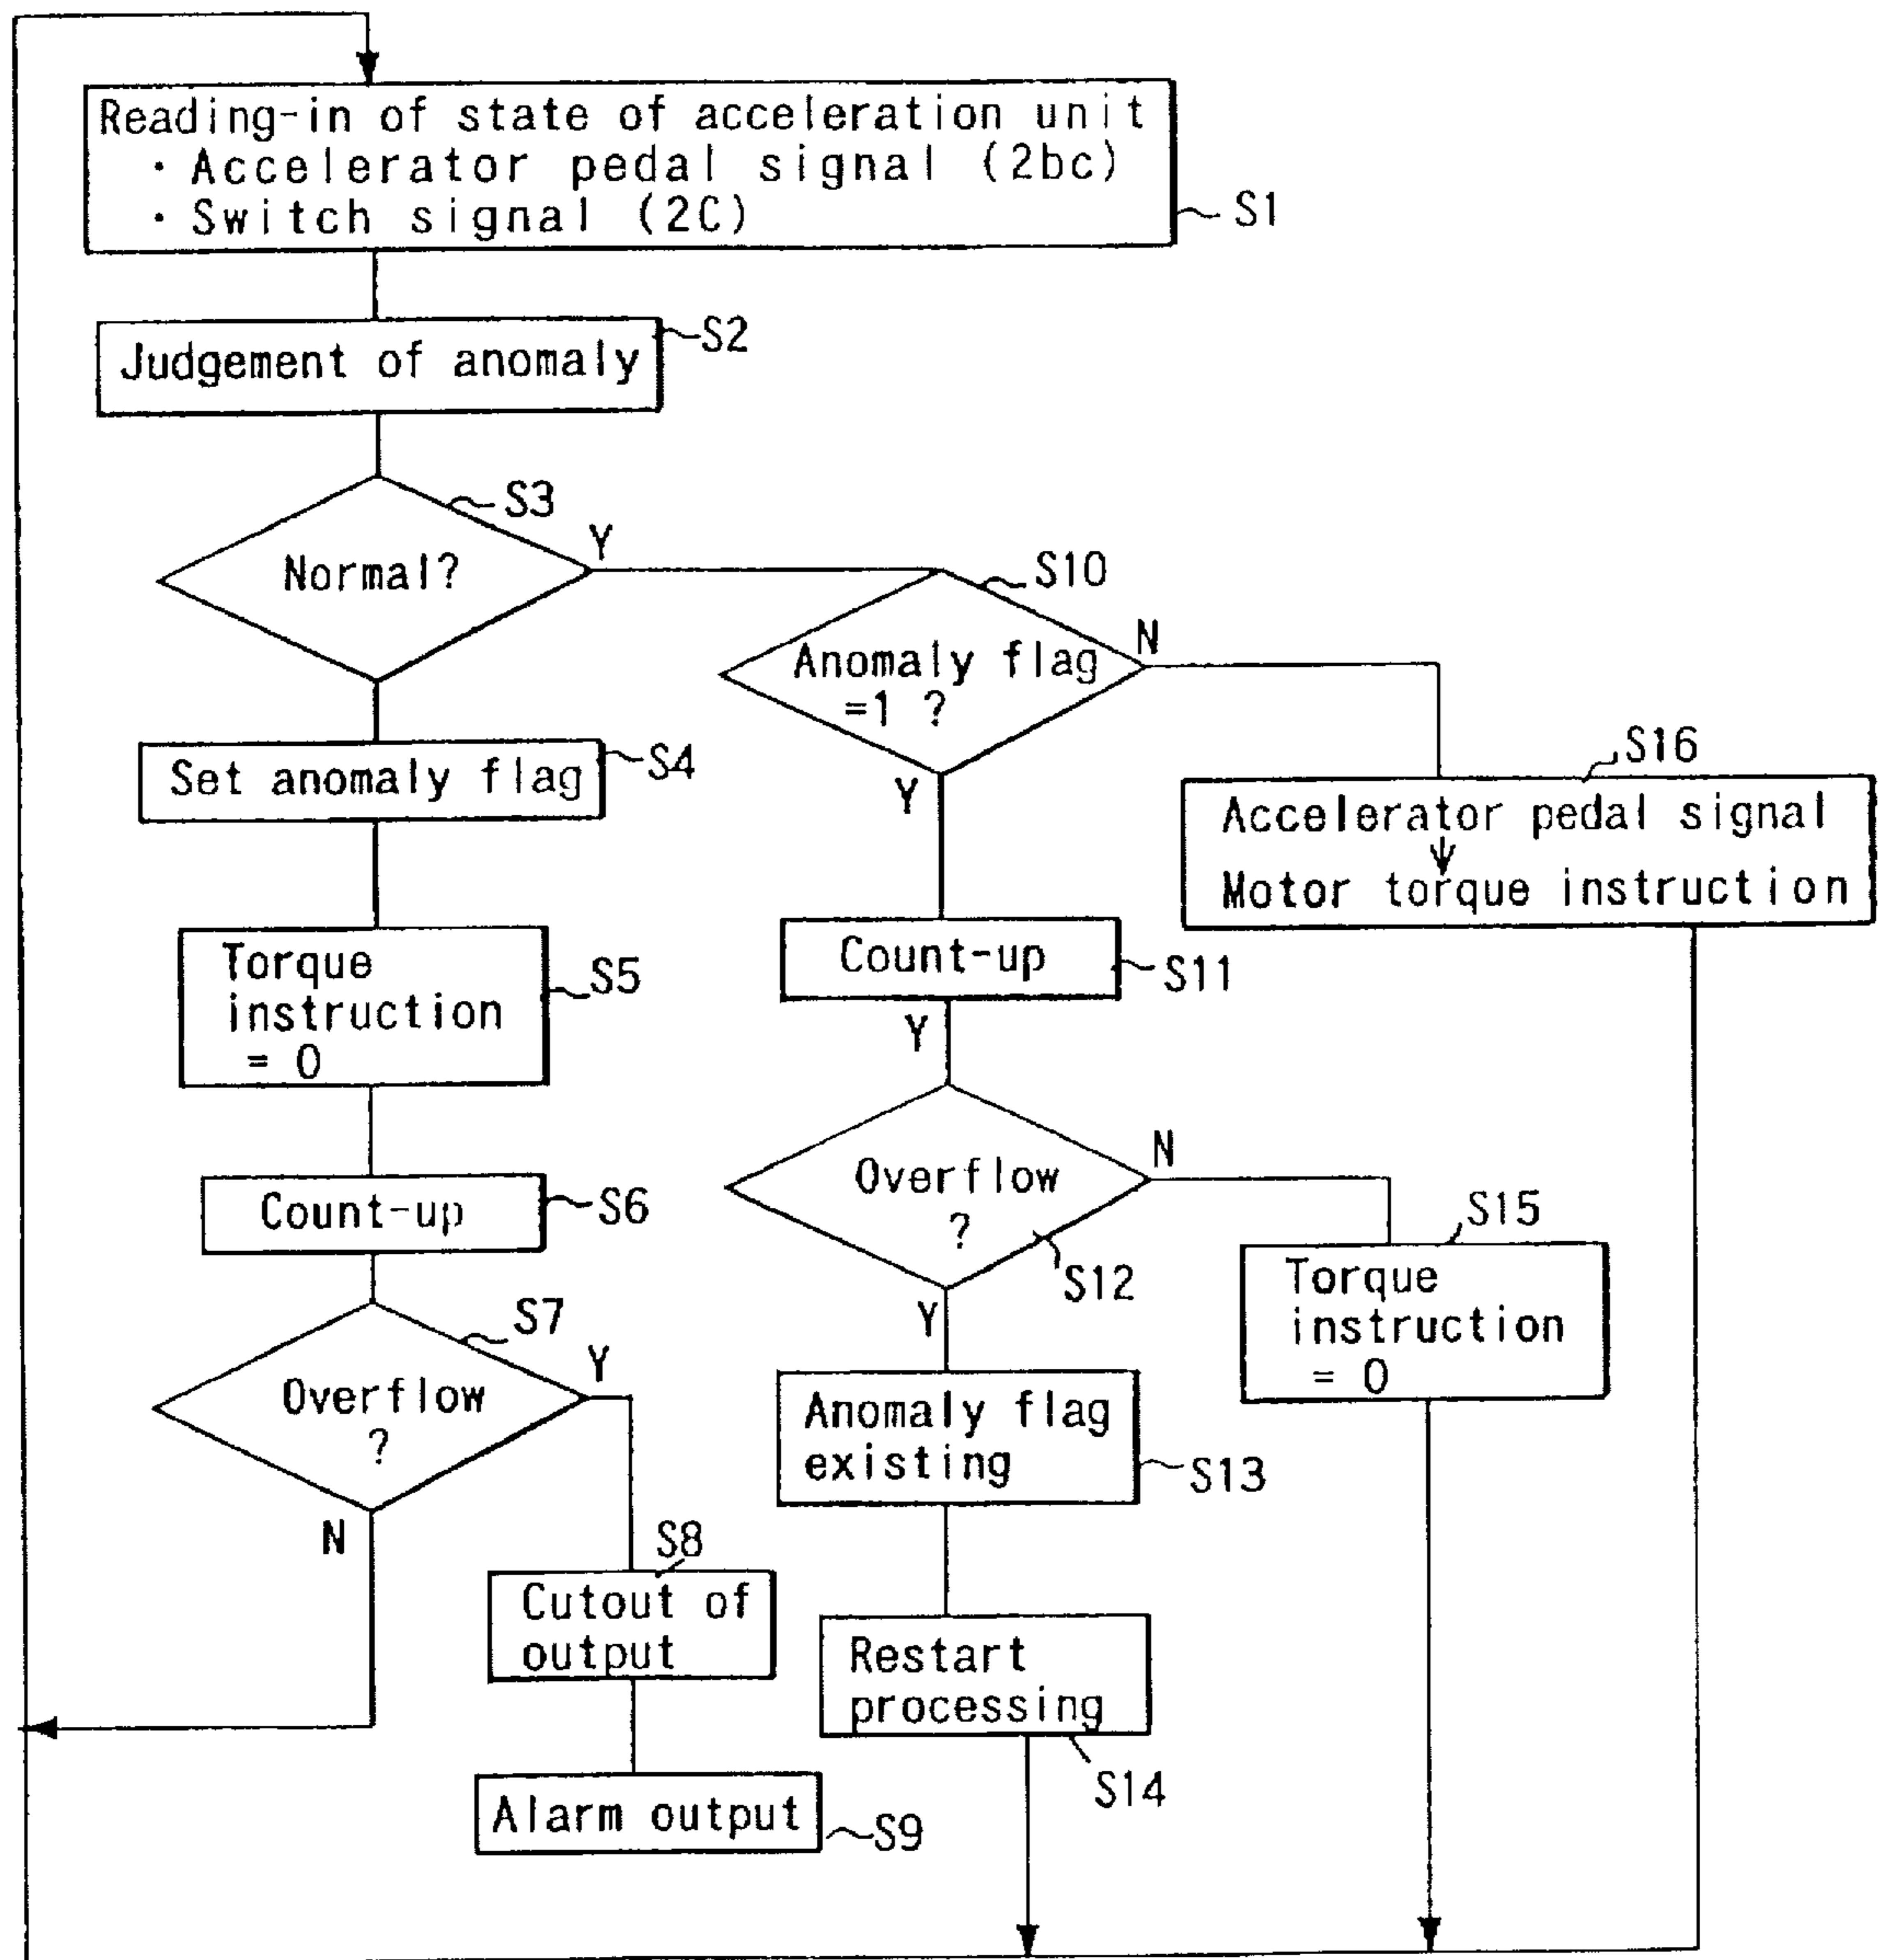 Reading-in of state of acceleration unit
· Accelerator pedal signal (2bc)
· Switch signal (2C)
S1
Judgement of anomaly
S2
S3
Normal?
Y
S10
Anomaly flag
=1 ?
N
Y
Set anomaly flag
S4
S16
Accelerator pedal signal
↓
Motor torque instruction
Torque
instruction
= 0
S5
Count-up
S11
Y
Count-up
S6
Overflow
?
N
S12
Y
S15
Torque
instruction
= 0
S7
Overflow
?
Y
N
Anomaly flag
existing
S13
S8
Cutout of
output
Restart
processing
S14
Alarm output
S9